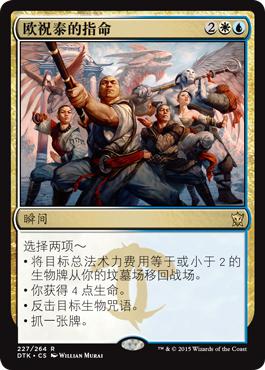 欧祝泰的指命 2
瞬间
选择两项～
• 将目标总法术力费用等于或小于2的
生物牌从你的坟墓场移回战场。
• 你获得4点生命。
• 反击目标生物咒语。
• 抓一张牌。
227/264 R
DTK • CS WILLIAN MURAI
™ & © 2015 Wizards of the Coast